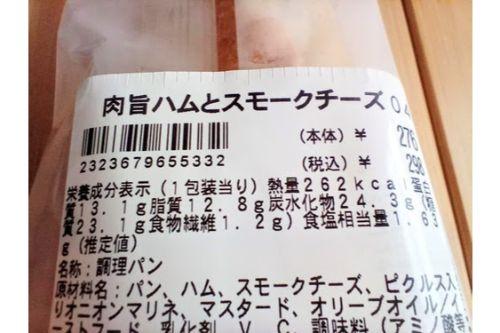 肉旨ハムとスモークチーズ 04
(本体) ¥ 276
2323679655332
(税込) ¥ 298
栄養成分表示(1包装当り)熱量262kcal蛋白
質13.1g脂質12.8g炭水化物24.3g(糖
質23.1g食物繊維1.2g)食塩相当量1.63
g(推定値)
名称:調理パン
原材料名:パン、ハム、スモークチーズ、ピクルス入
りオニオンマリネ、マスタード、オリーブオイル/イ
ーストフード、乳化剤、V.C、調味料(アミノ酸等